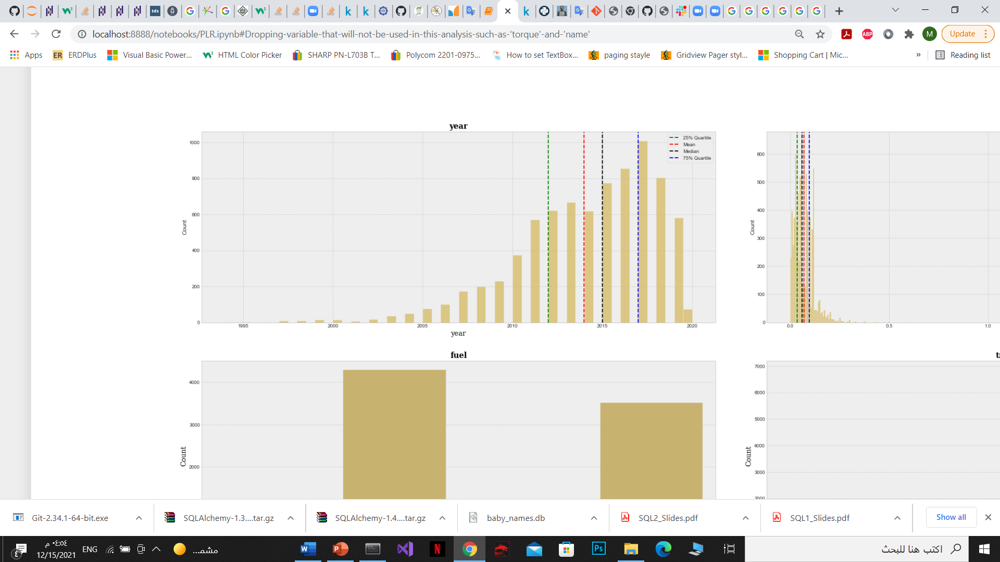 localhost:8888/notebooks/PLR.ipynb#Dropping-variable-that-will-not-be-used-in-this-analysis-such-as-'torque'-and-'name'
ABP
M
Update
Apps
ERDPlus
Visual Basic Power...
HTML Color Picker
SHARP PN-L703B T...
Polycom 2201-0975...
How to set TextBox...
paging stayle
Gridview Pager styl...
Shopping Cart | Mic...
»
Reading list
year
1000
800
600
400
200
0
Count
1995
2000
2005
2010
2015
2020
year
25% Quartile
Mean
Median
75% Quartile
600
500
400
300
200
100
0
Count
0.0
0.5
1.0
fuel
4000
3000
2000
Count
7000
6000
5000
4000
3000
2000
Count
Git-2.34.1-64-bit.exe
SQLAlchemy-1.3....tar.gz
SQLAlchemy-1.4....tar.gz
baby_names.db
SQL2_Slides.pdf
SQL1_Slides.pdf
Show all
٤
٠٤:٥٤ م
12/15/2021
ENG
مشمـ...
اكتب هنا للبحث